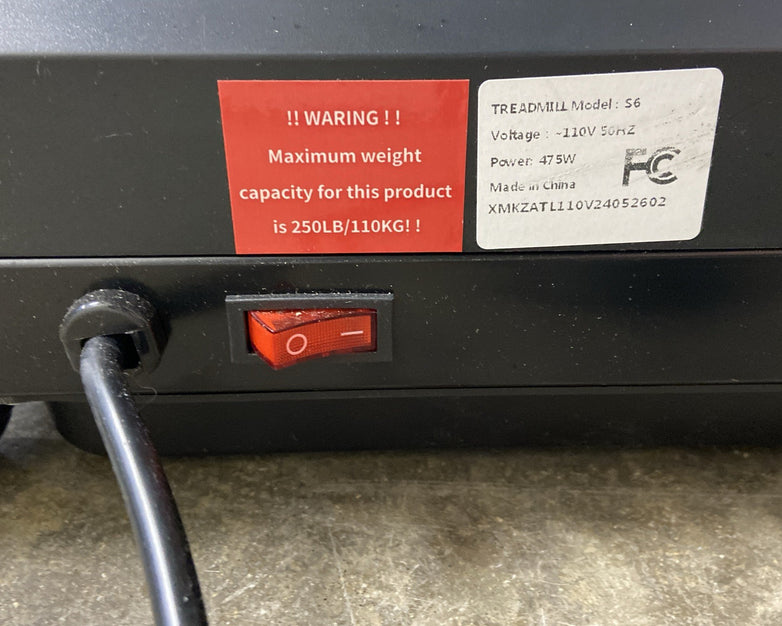 !! WARING ! !
Maximum weight
capacity for this product
is 250LB/110KG! !
TREADMILL Model : S6
Voltage : ~110V 50HZ
Power: 475W
Made in China
XMKZATL110V24052602
FC
O —